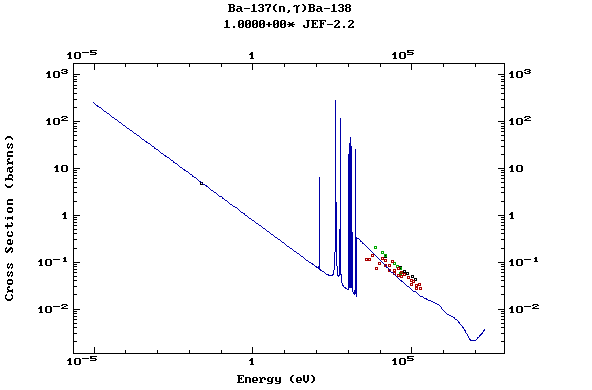 Ba-137(n,γ)Ba-138
1.0000+00* JEF-2.2
10⁻⁵ 1 10⁵
10³ 10³
10² 10²
10 10
1 1
10⁻¹ 10⁻¹
10⁻² 10⁻²
Cross Section (barns)
10⁻⁵ 1 10⁵
Energy (eV)